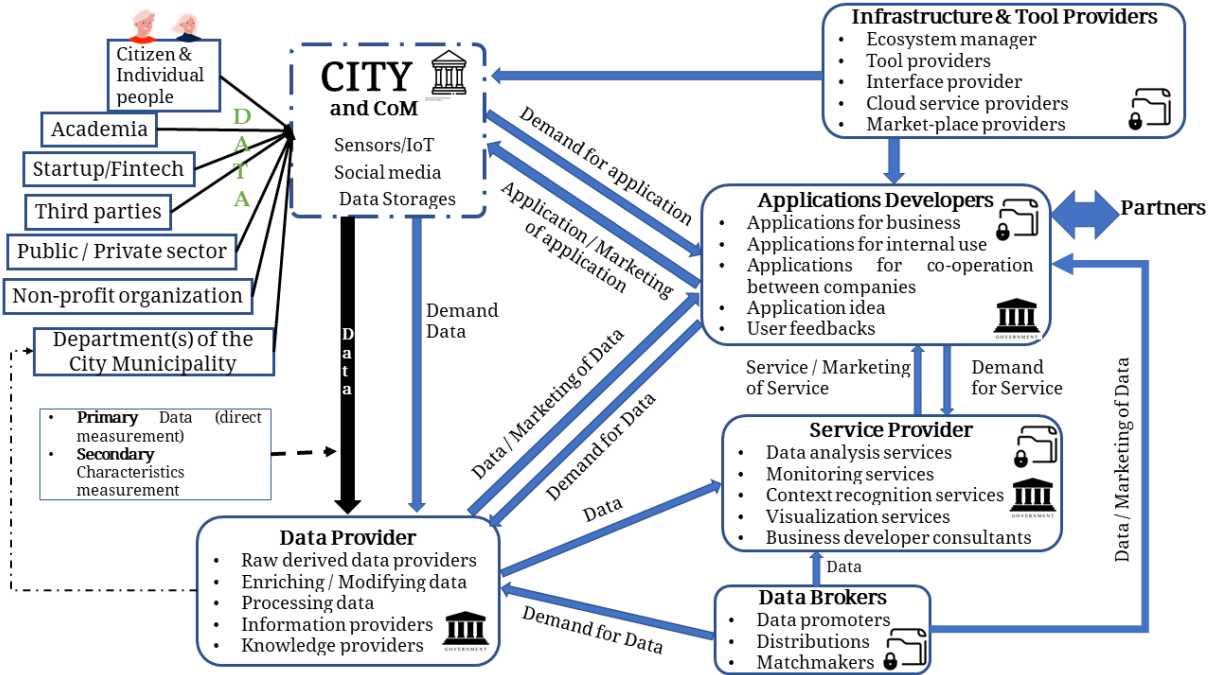 Citizen &
Individual
people
Academia
Startup/Fintech
Third parties
Public / Private sector
Non-profit organization
Department(s) of the
City Municipality
D
A
T
A
CITY
and CoM
Sensors/IoT
Social media
Data Storages
Infrastructure & Tool Providers
• Ecosystem manager
• Tool providers
• Interface provider
• Cloud service providers
• Market-place providers
Demand for application
Application / Marketing
of application
Applications Developers
• Applications for business
• Applications for internal use
• Applications for co-operation
between companies
• Application idea
• User feedbacks
GOVERNMENT
Partners
Demand
Data
D
a
t
a
• Primary Data (direct
measurement)
• Secondary
Characteristics
measurement
Data / Marketing of Data
Demand for Data
Service / Marketing
of Service
Demand
for Service
Service Provider
• Data analysis services
• Monitoring services
• Context recognition services
• Visualization services
• Business developer consultants
GOVERNMENT
Data / Marketing of Data
Data
Data Provider
• Raw derived data providers
• Enriching / Modifying data
• Processing data
• Information providers
• Knowledge providers
GOVERNMENT
Demand for Data
Data
Data Brokers
• Data promoters
• Distributions
• Matchmakers